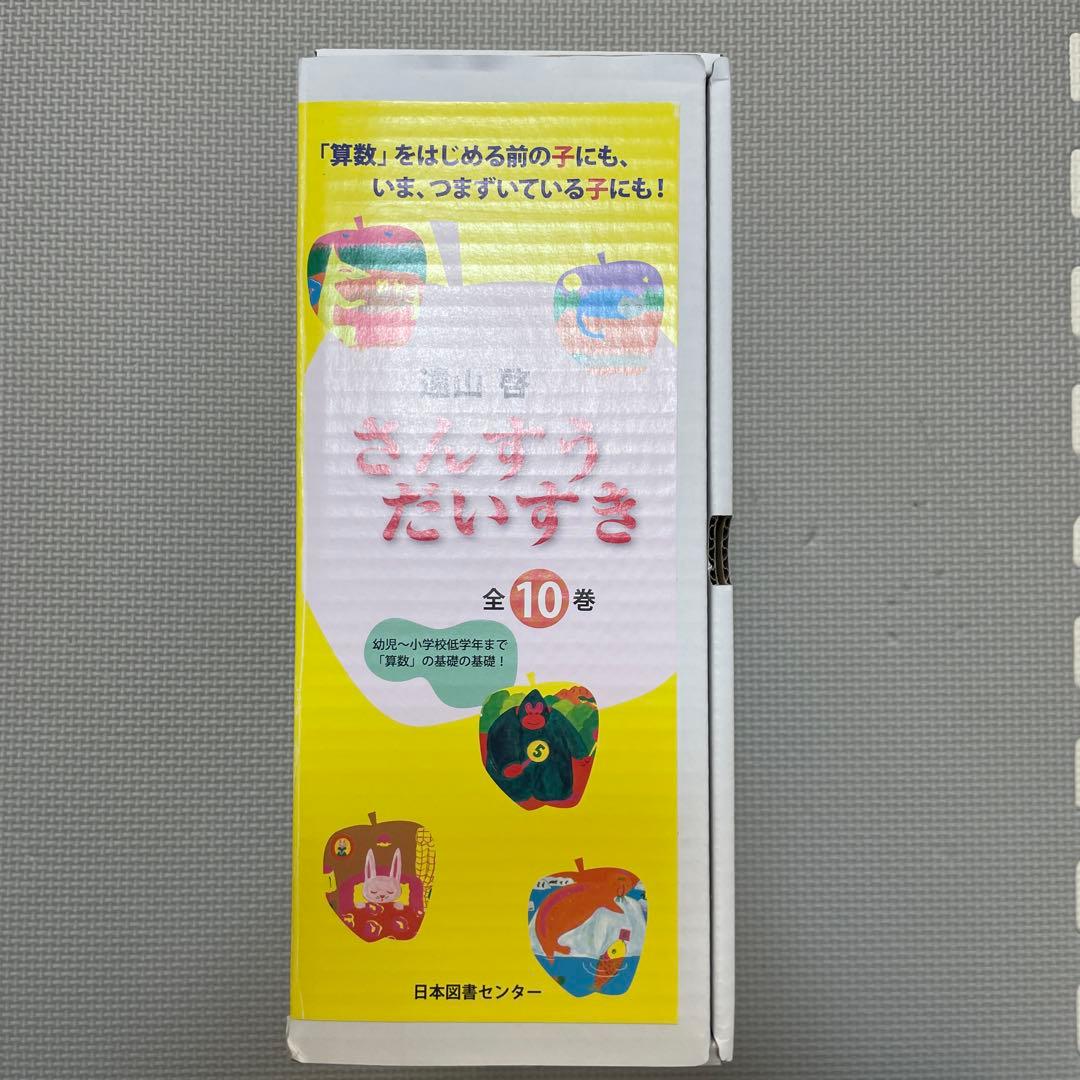 「算数」をはじめる前の子にも、
いま、つまずいている子にも!
遠山 啓
さんすう
だいすき
全10巻
幼児～小学校低学年まで
「算数」の基礎の基礎!
5
日本図書センター